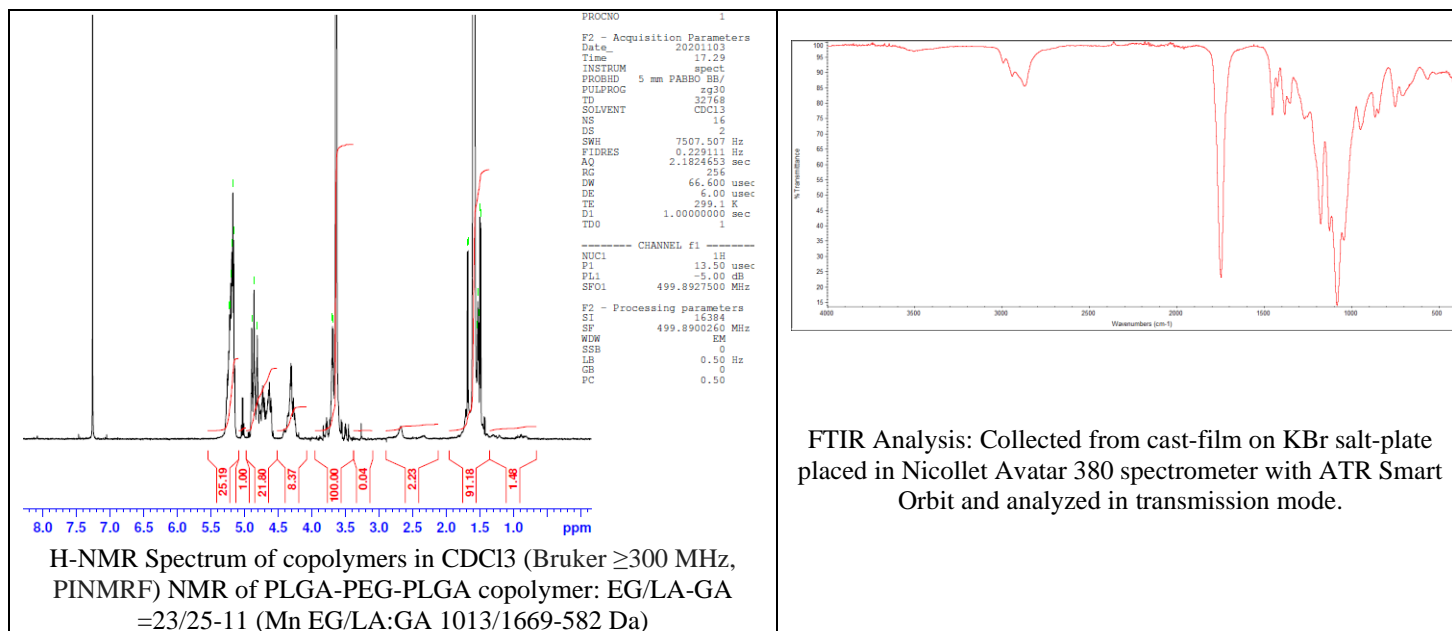 PROCNO 1
F2 - Acquisition Parameters
Date_ 20201103
Time 17.29
INSTRUM spect
PROBHD 5 mm PABBO BB/
PULPROG zg30
TD 32768
SOLVENT CDCl3
NS 16
DS 2
SWH 7507.507 Hz
FIDRES 0.229111 Hz
AQ 2.1824653 sec
RG 256
DW 66.600 usec
DE 6.00 usec
TE 299.1 K
D1 1.00000000 sec
TD0 1
======== CHANNEL f1 ========
NUC1 1H
P1 13.50 usec
PL1 -5.00 dB
SFO1 499.8927500 MHz
F2 - Processing parameters
SI 16384
SF 499.8900260 MHz
WDW EM
SSB 0
LB 0.50 Hz
GB 0
PC 0.50
25.19 1.00 21.80 8.37 100.00 0.04 2.23 91.18 1.48
8.0 7.5 7.0 6.5 6.0 5.5 5.0 4.5 4.0 3.5 3.0 2.5 2.0 1.5 1.0 ppm
H-NMR Spectrum of copolymers in CDCl3 (Bruker ≥300 MHz,
PINMRF) NMR of PLGA-PEG-PLGA copolymer: EG/LA-GA
=23/25-11 (Mn EG/LA:GA 1013/1669-582 Da)
100
95
90
85
80
75
70
65
60
55
50
45
40
35
30
25
20
15
% Transmittance
4000 3500 3000 2500 2000 1500 1000 500
Wavenumbers (cm-1)
FTIR Analysis: Collected from cast-film on KBr salt-plate
placed in Nicollet Avatar 380 spectrometer with ATR Smart
Orbit and analyzed in transmission mode.